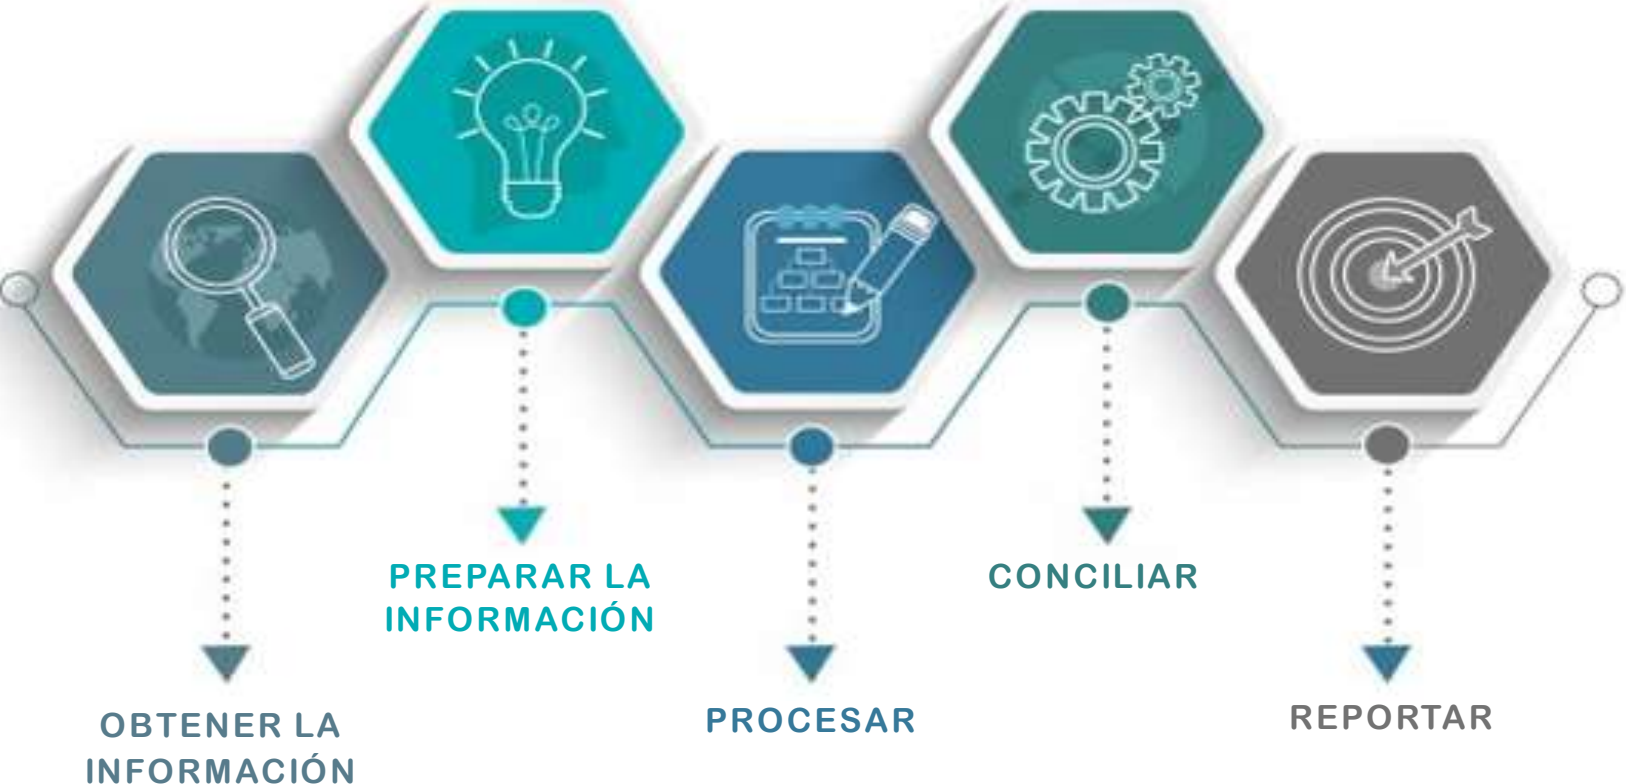 OBTENER LA
INFORMACIÓN
PREPARAR LA
INFORMACIÓN
PROCESAR
CONCILIAR
REPORTAR